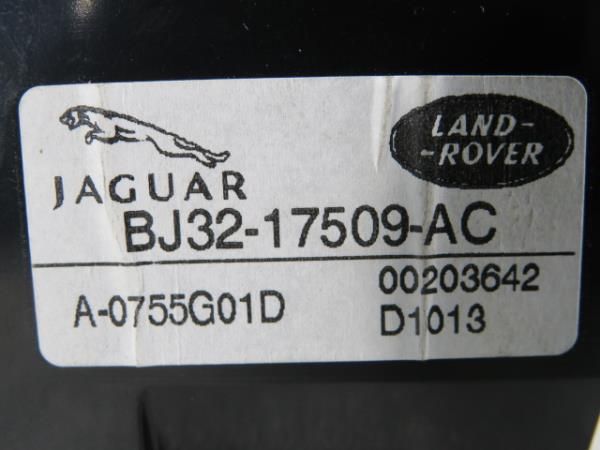 JAGUAR
LAND-
-ROVER
BJ32-17509-AC
A-0755G01D
00203642
D1013